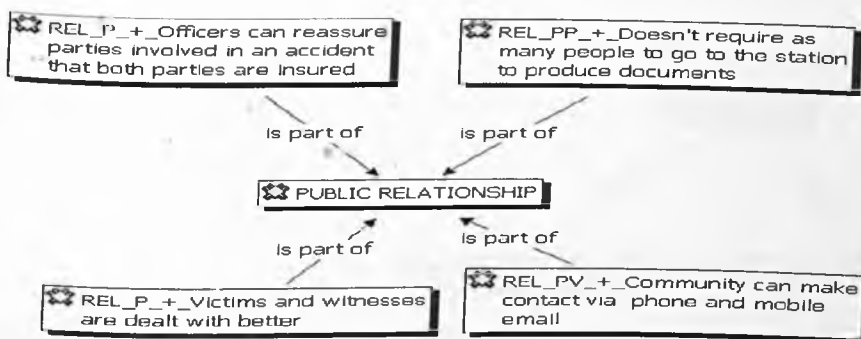 REL_P_+_Officers can reassure
parties involved in an accident
that both parties are insured
REL_PP_+_Doesn't require as
many people to go to the station
to produce documents
is part of
is part of
PUBLIC RELATIONSHIP
is part of
is part of
REL_P_+_Victims and witnesses
are dealt with better
REL_PV_+_Community can make
contact via phone and mobile
email